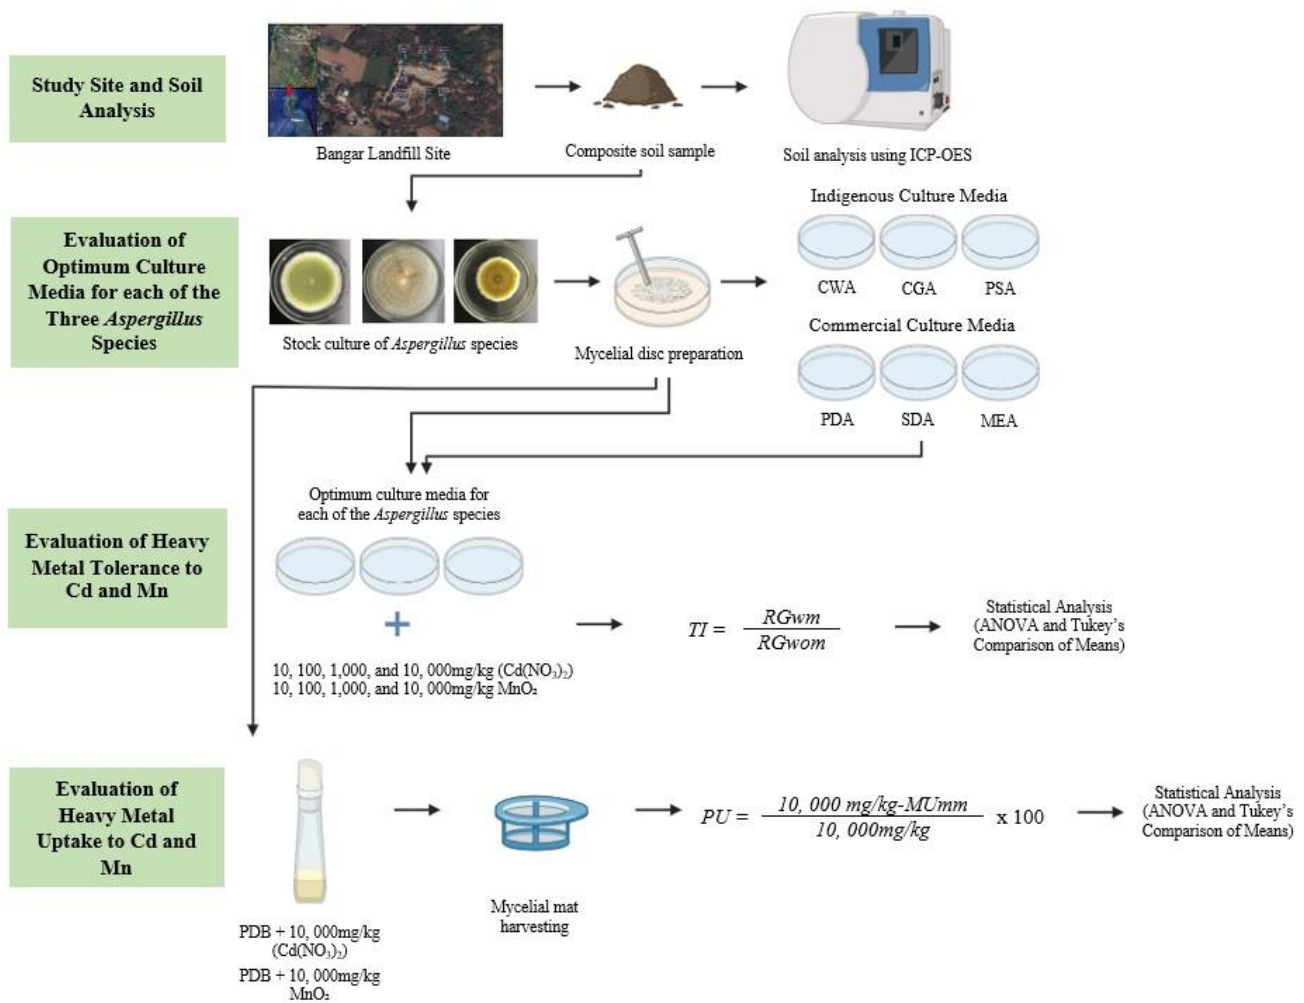 Study Site and Soil
Analysis
Bangar Landfill Site
Composite soil sample
Soil analysis using ICP-OES
Evaluation of
Optimum Culture
Media for each of the
Three Aspergillus
Species
Stock culture of Aspergillus species
Mycelial disc preparation
Indigenous Culture Media
CWA
CGA
PSA
Commercial Culture Media
PDA
SDA
MEA
Evaluation of Heavy
Metal Tolerance to
Cd and Mn
Optimum culture media for
each of the Aspergillus species
+
10, 100, 1,000, and 10, 000mg/kg (Cd(NO₃)₂)
10, 100, 1,000, and 10, 000mg/kg MnO₂
TI = RGwm / RGwom
Statistical Analysis
(ANOVA and Tukey’s
Comparison of Means)
Evaluation of
Heavy Metal
Uptake to Cd and
Mn
PDB + 10, 000mg/kg
(Cd(NO₃)₂)
PDB + 10, 000mg/kg
MnO₂
Mycelial mat
harvesting
PU = 10, 000 mg/kg-MUmm / 10, 000mg/kg x 100
Statistical Analysis
(ANOVA and Tukey’s
Comparison of Means)